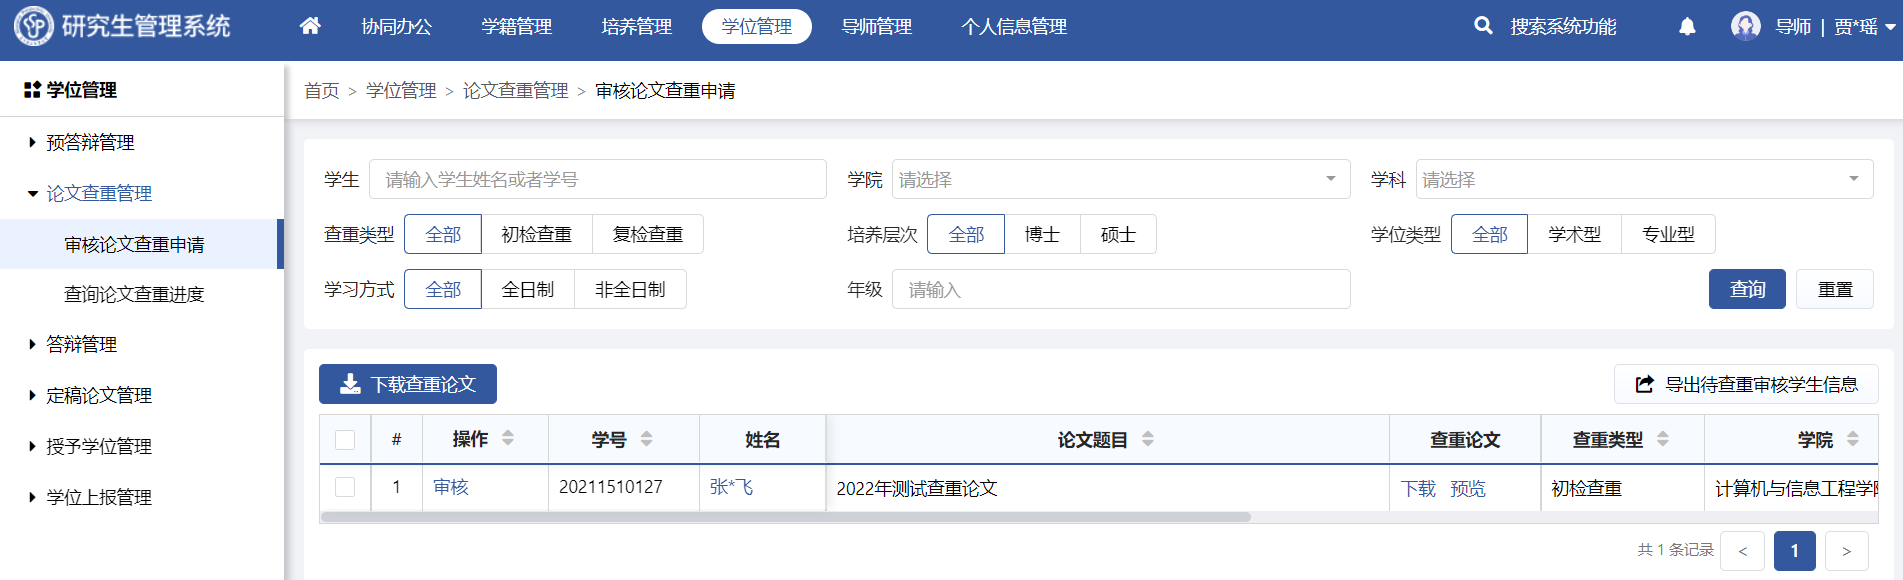 研究生管理系统 协同办公 学籍管理 培养管理 学位管理 导师管理 个人信息管理 搜索系统功能 导师 | 贾*瑶
学位管理
预答辩管理
论文查重管理
审核论文查重申请
查询论文查重进度
答辩管理
定稿论文管理
授予学位管理
学位上报管理
首页 > 学位管理 > 论文查重管理 > 审核论文查重申请
学生 请输入学生姓名或者学号 学院 请选择 学科 请选择
查重类型 全部 初检查重 复检查重 培养层次 全部 博士 硕士 学位类型 全部 学术型 专业型
学习方式 全部 全日制 非全日制 年级 请输入 查询 重置
下载查重论文 导出待查重审核学生信息
# 操作 学号 姓名 论文题目 查重论文 查重类型 学院
1 审核 20211510127 张*飞 2022年测试查重论文 下载 预览 初检查重 计算机与信息工程学
共 1 条记录 < 1 >